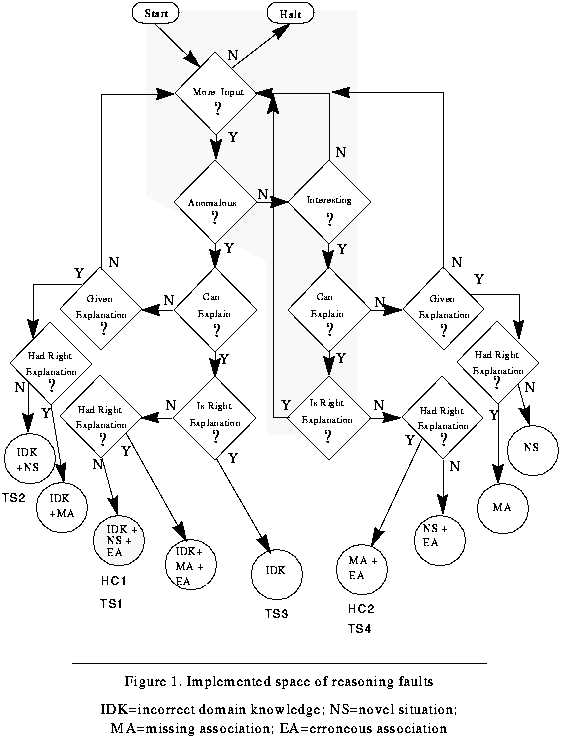 Start
Halt
N
More Input
?
Y
Anomalous
?
N
Interesting
?
N
Y
Y
N
Y
Given
Explanation
?
N
Can
Explain
?
Can
Explain
?
N
Given
Explanation
?
N
Y
Had Right
Explanation
?
N
Y
Y
Y
Had Right
Explanation
?
Y
N
Had Right
Explanation
?
N
Y
N
Is Right
Explanation
?
Y
Is Right
Explanation
?
Y
N
Had Right
Explanation
?
Y
N
IDK
+NS
TS2
IDK
+MA
IDK +
NS +
EA
HC1
TS1
IDK+
MA +
EA
IDK
TS3
MA +
EA
HC2
TS4
NS +
EA
MA
NS
Figure 1. Implemented space of reasoning faults
IDK=incorrect domain knowledge; NS=novel situation;
MA=missing association; EA=erroneous association